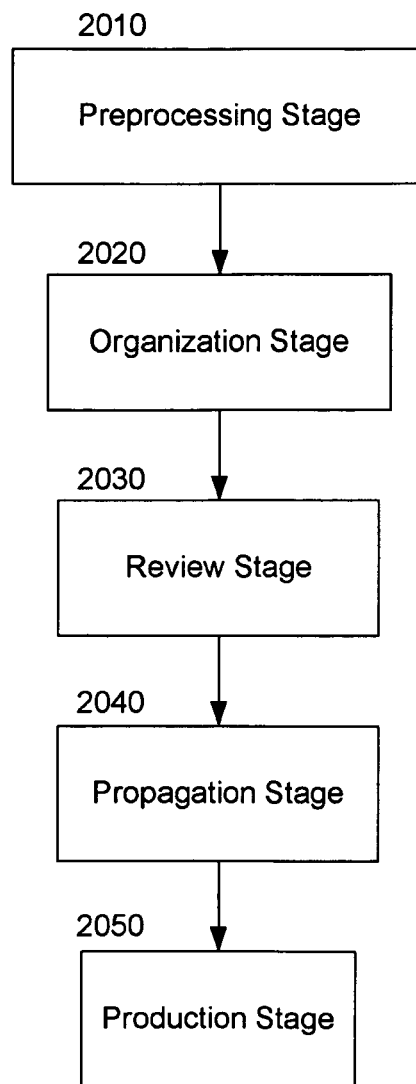 2010
Preprocessing Stage
2020
Organization Stage
2030
Review Stage
2040
Propagation Stage
2050
Production Stage